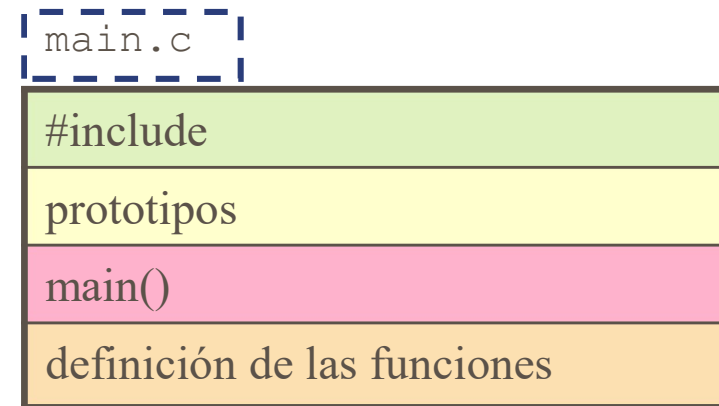 main.c
#include
prototipos
main()
definición de las funciones